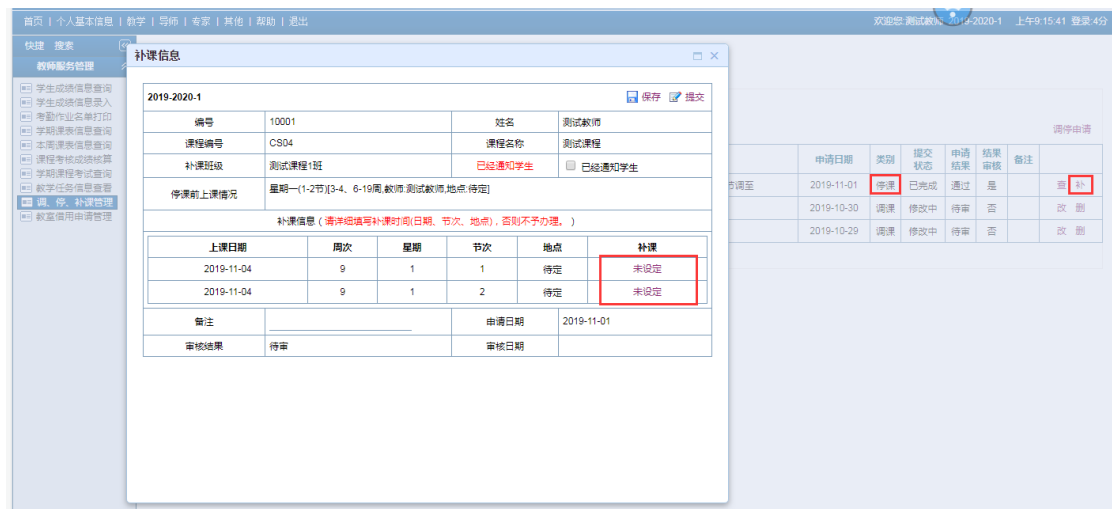 首页 | 个人基本信息 | 教学 | 导师 | 专家 | 其他 | 帮助 | 退出
欢迎您:测试教师 2019-2020-1 上午9:15:41 登录:4分
快捷 搜索
教师服务管理
学生成绩信息查询
学生成绩信息录入
考勤作业名单打印
学期课表信息查询
本周课表信息查询
课程考核成绩核算
学期课程考试查询
教学任务信息查看
调、停、补课管理
教室借用申请管理
补课信息
2019-2020-1 保存 提交
编号 10001 姓名 测试教师
课程编号 CS04 课程名称 测试课程
补课班级 测试课程1班 已经通知学生 已经通知学生
停课前上课情况 星期一(1-2节)[3-4、6-19周,教师:测试教师,地点:待定]
补课信息 ( 请详细填写补课时间(日期、节次、地点)，否则不予办理。 )
上课日期 周次 星期 节次 地点 补课
2019-11-04 9 1 1 待定 未设定
2019-11-04 9 1 2 待定 未设定
备注 申请日期 2019-11-01
审核结果 待审 审核日期
调停申请
申请日期 类别 提交状态 申请结果 结果审核 备注
节调至 2019-11-01 停课 已完成 通过 是 查 补
2019-10-30 调课 修改中 待审 否 改 删
2019-10-29 调课 修改中 待审 否 改 删